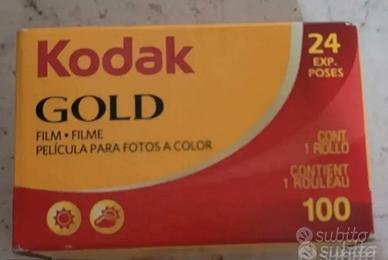 Kodak
24
EXP.
POSES
GOLD
FILM • FILME
PELÍCULA PARA FOTOS A COLOR
CONT.
1 ROLLO
CONTIENT
1 ROULEAU
100
subito
subito